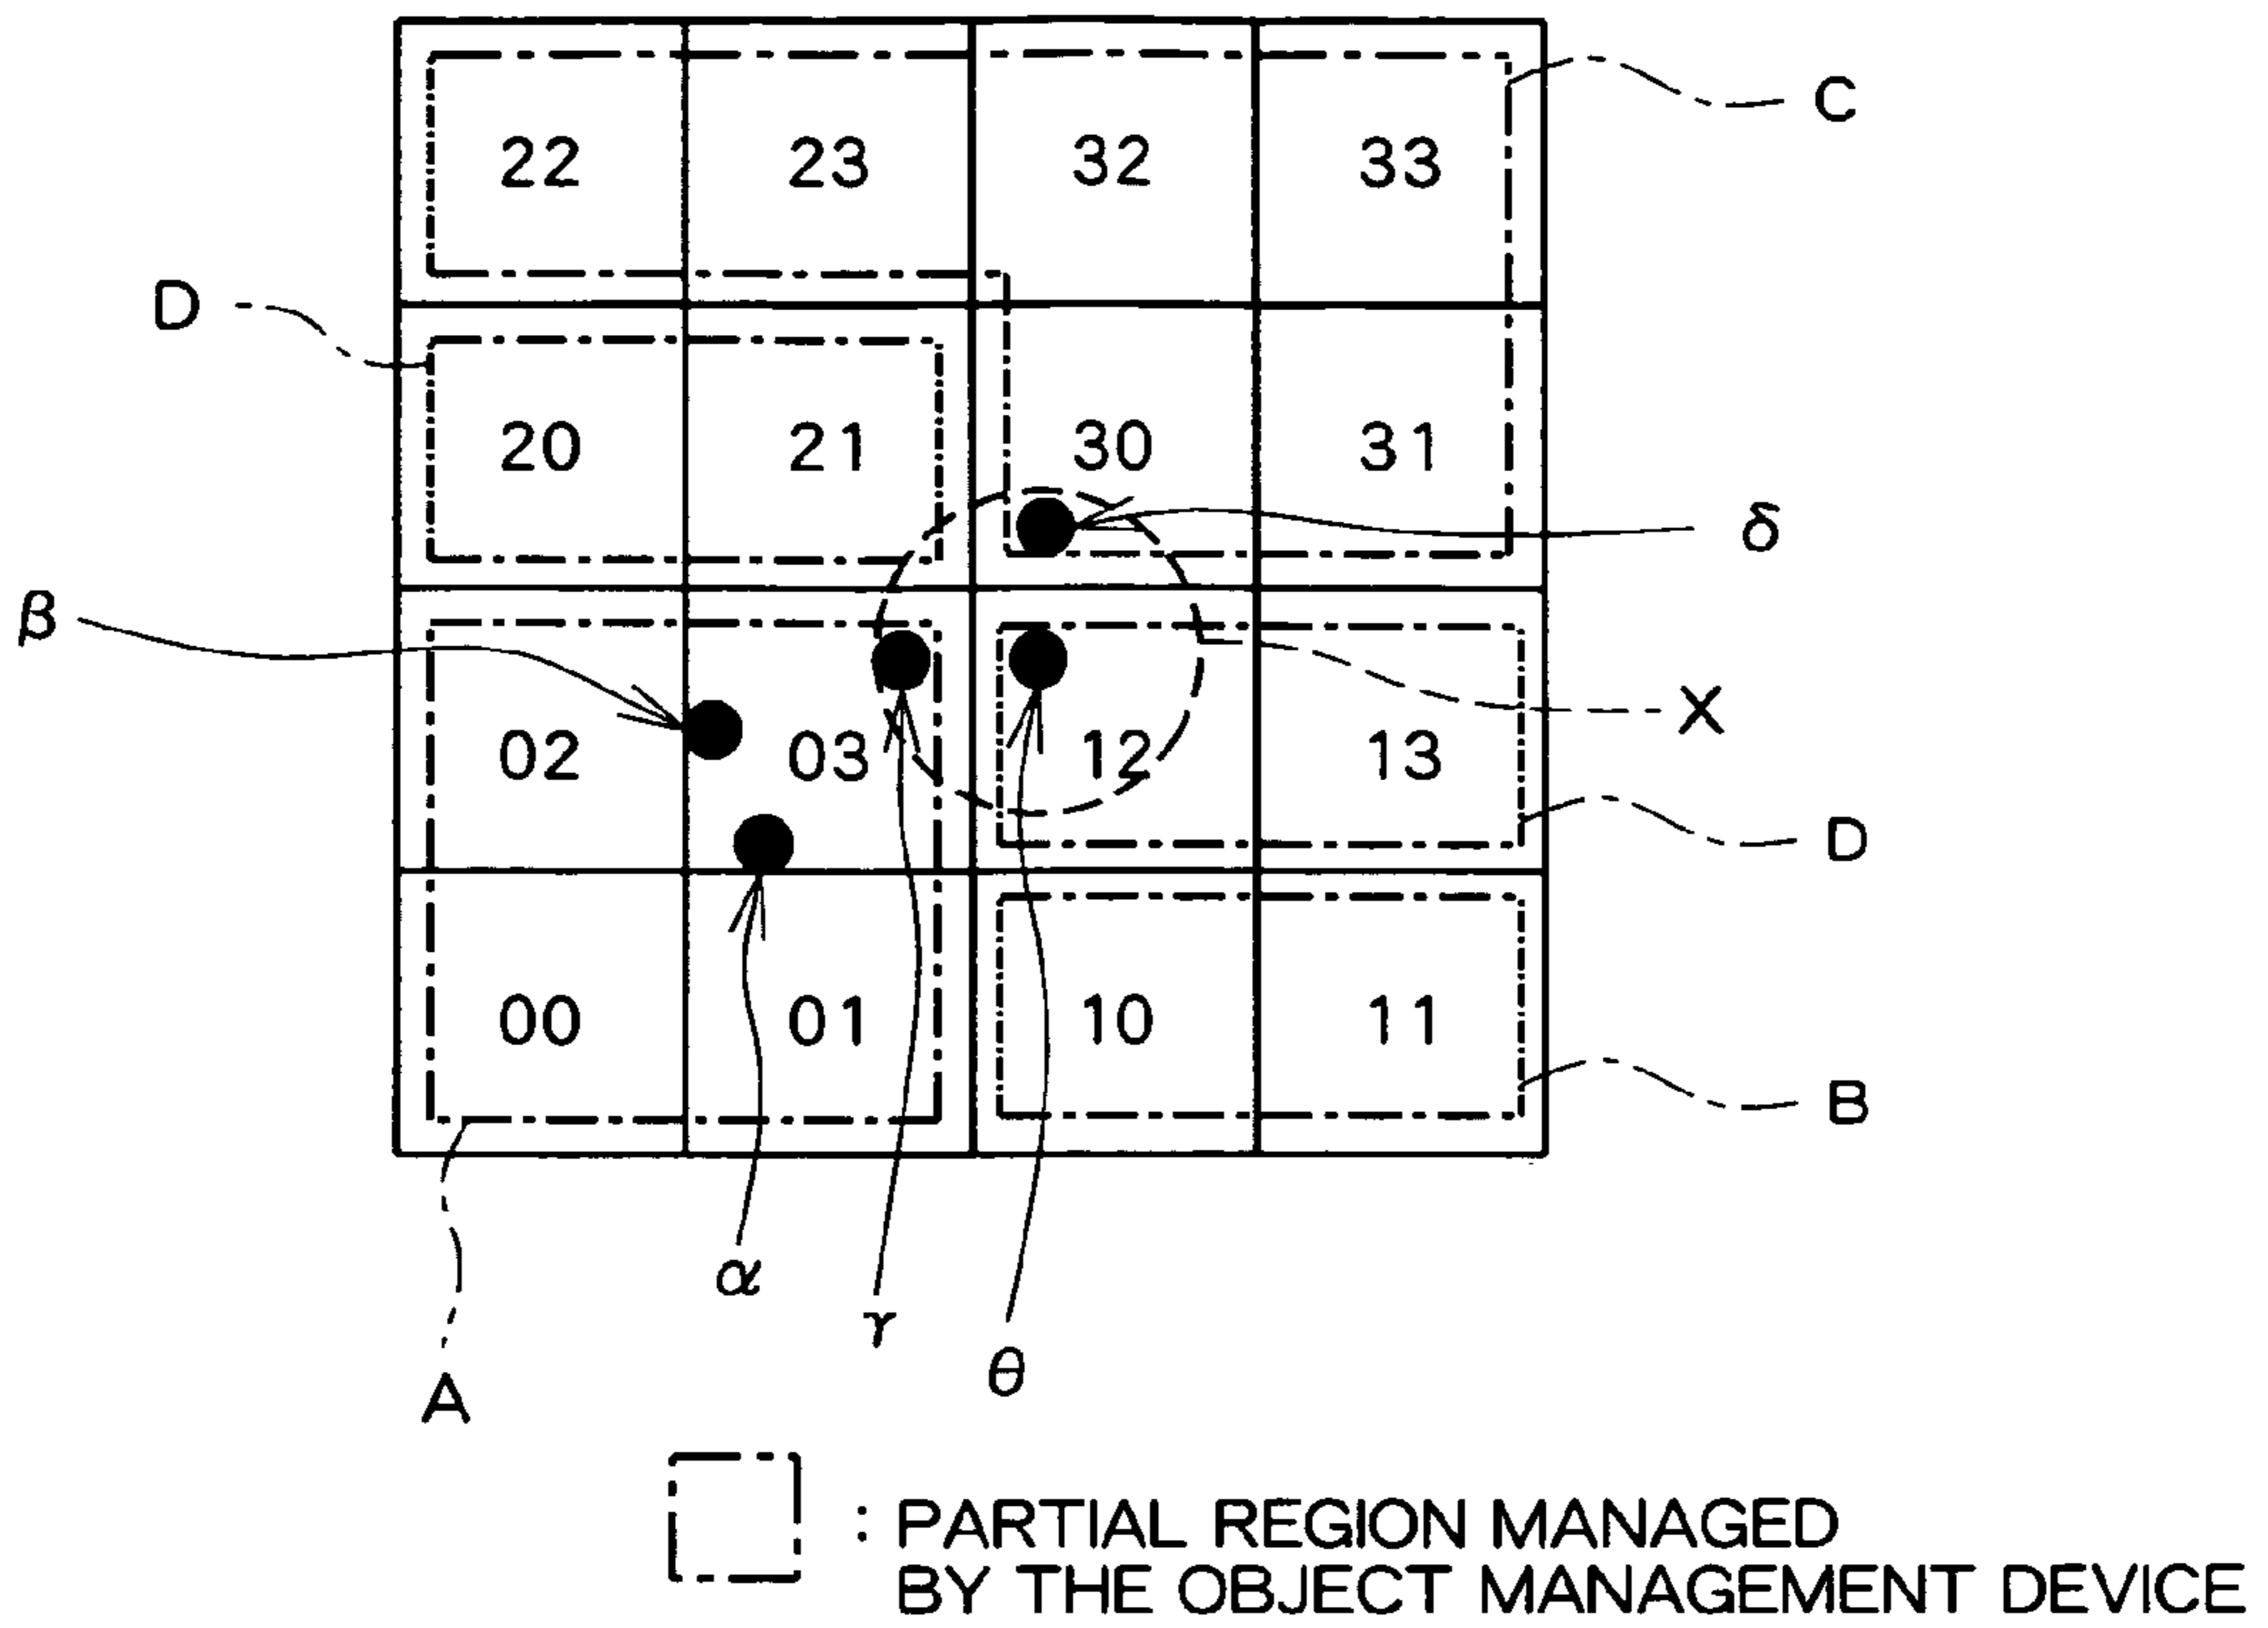 C
22 23 32 33
D
20 21 30 31
δ
β
X
02 03 12 13
D
00 01 10 11
B
α
γ
θ
A
: PARTIAL REGION MANAGED
BY THE OBJECT MANAGEMENT DEVICE